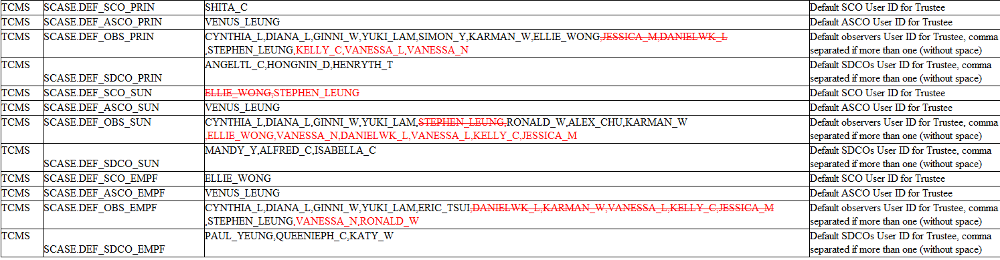 TCMS SCASE.DEF_SCO_PRIN SHITA_C Default SCO User ID for Trustee
TCMS SCASE.DEF_ASCO_PRIN VENUS_LEUNG Default ASCO User ID for Trustee
TCMS SCASE.DEF_OBS_PRIN CYNTHIA_L,DIANA_L,GINNI_W,YUKI_LAM,SIMON_Y,KARMAN_W,ELLIE_WONG,JESSICA_M,DANIELWK_L Default observers User ID for Trustee, comma
,STEPHEN_LEUNG,KELLY_C,VANESSA_L,VANESSA_N separated if more than one (without space)
TCMS ANGELTL_C,HONGNIN_D,HENRYTH_T Default SDCOs User ID for Trustee, comma
SCASE.DEF_SDCO_PRIN separated if more than one (without space)
TCMS SCASE.DEF_SCO_SUN ELLIE_WONG,STEPHEN_LEUNG Default SCO User ID for Trustee
TCMS SCASE.DEF_ASCO_SUN VENUS_LEUNG Default ASCO User ID for Trustee
TCMS SCASE.DEF_OBS_SUN CYNTHIA_L,DIANA_L,GINNI_W,YUKI_LAM,STEPHEN_LEUNG,RONALD_W,ALEX_CHU,KARMAN_W Default observers User ID for Trustee, comma
,ELLIE_WONG,VANESSA_N,DANIELWK_L,VANESSA_L,KELLY_C,JESSICA_M separated if more than one (without space)
TCMS MANDY_Y,ALFRED_C,ISABELLA_C Default SDCOs User ID for Trustee, comma
SCASE.DEF_SDCO_SUN separated if more than one (without space)
TCMS SCASE.DEF_SCO_EMPF ELLIE_WONG Default SCO User ID for Trustee
TCMS SCASE.DEF_ASCO_EMPF VENUS_LEUNG Default ASCO User ID for Trustee
TCMS SCASE.DEF_OBS_EMPF CYNTHIA_L,DIANA_L,GINNI_W,YUKI_LAM,ERIC_TSUI,DANIELWK_L,KARMAN_W,VANESSA_L,KELLY_C,JESSICA_M Default observers User ID for Trustee, comma
,STEPHEN_LEUNG,VANESSA_N,RONALD_W separated if more than one (without space)
TCMS PAUL_YEUNG,QUEENIEPH_C,KATY_W Default SDCOs User ID for Trustee, comma
SCASE.DEF_SDCO_EMPF separated if more than one (without space)